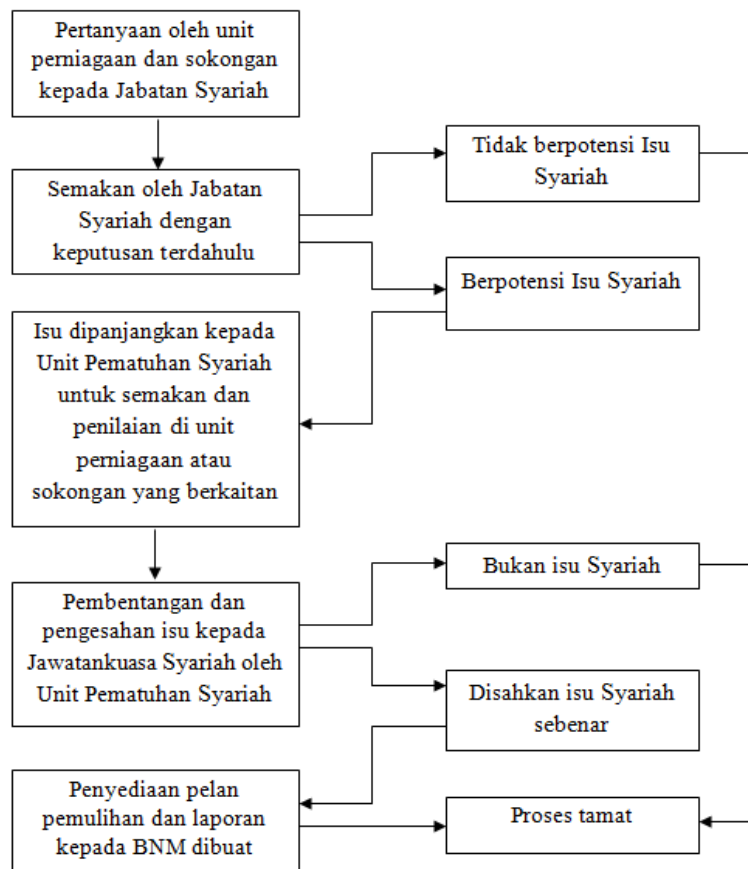 Pertanyaan oleh unit
perniagaan dan sokongan
kepada Jabatan Syariah
Tidak berpotensi Isu
Syariah
Semakan oleh Jabatan
Syariah dengan
keputusan terdahulu
Berpotensi Isu Syariah
Isu dipanjangkan kepada
Unit Pematuhan Syariah
untuk semakan dan
penilaian di unit
perniagaan atau
sokongan yang berkaitan
Bukan isu Syariah
Pembentangan dan
pengesahan isu kepada
Jawatankuasa Syariah oleh
Unit Pematuhan Syariah
Disahkan isu Syariah
sebenar
Penyediaan pelan
pemulihan dan laporan
kepada BNM dibuat
Proses tamat